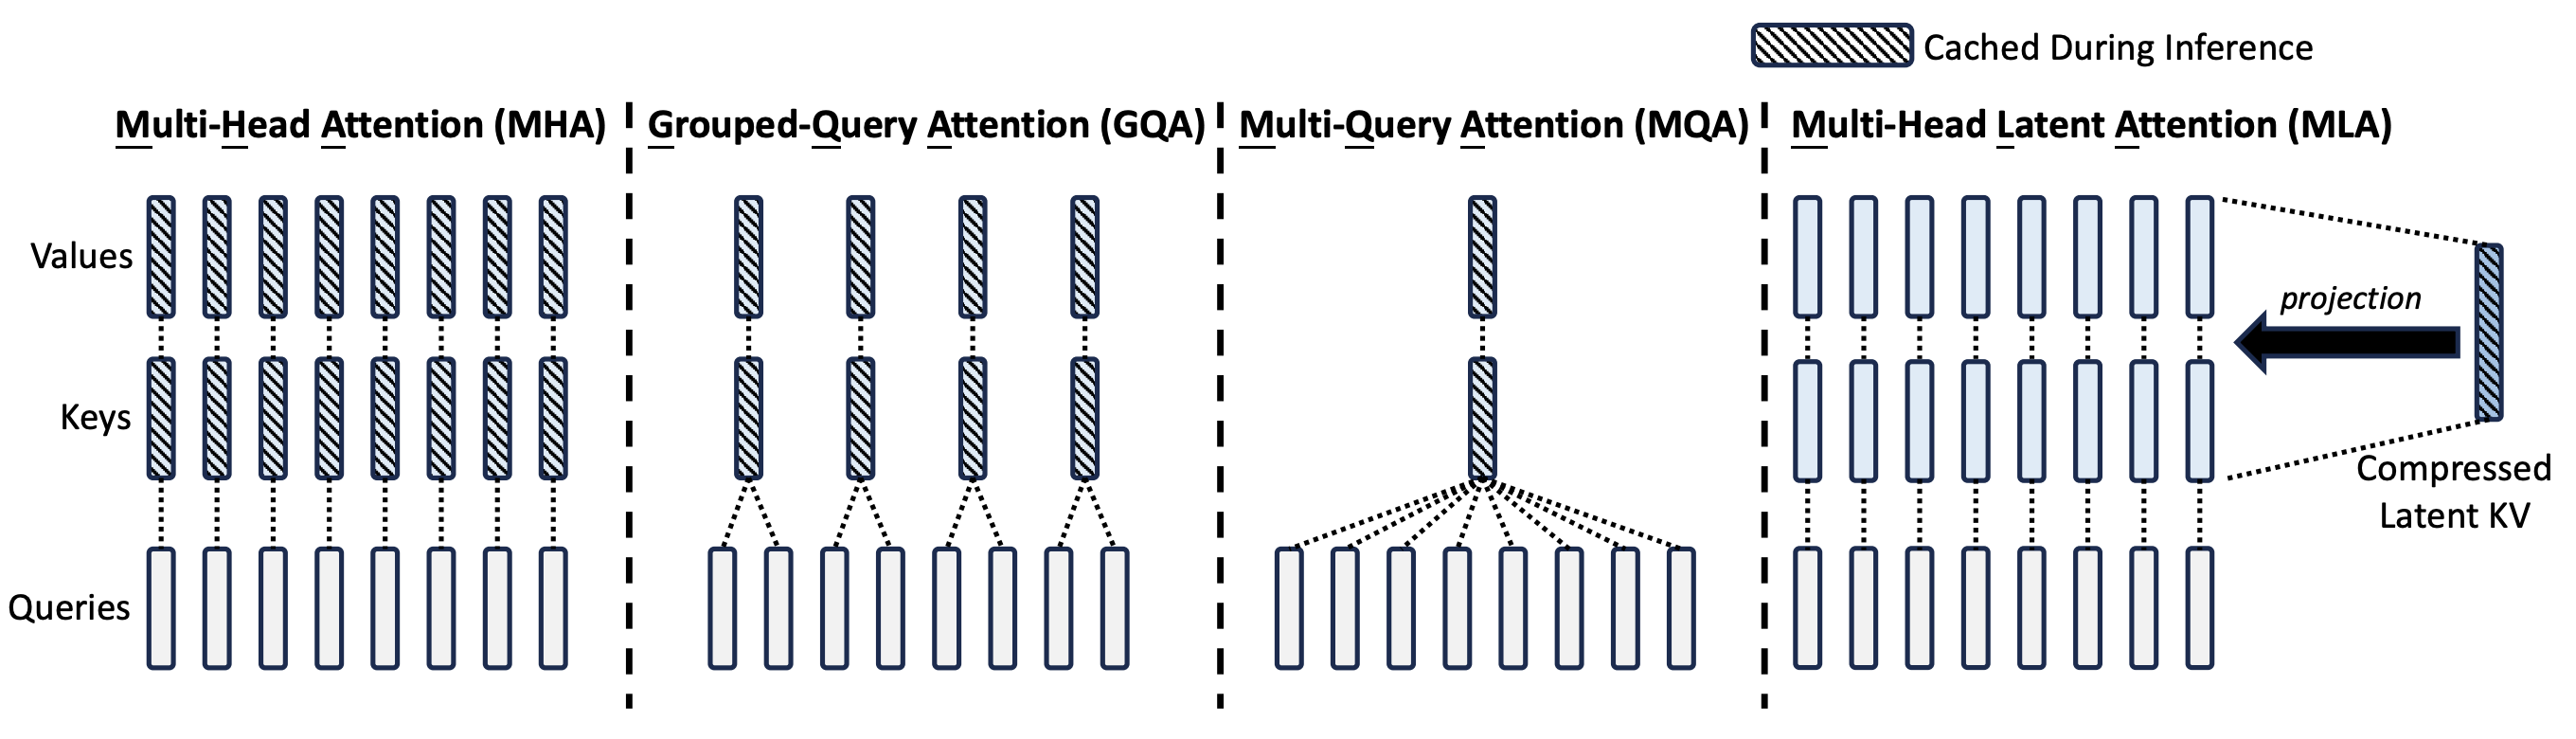 Cached During Inference
Multi-Head Attention (MHA)
Grouped-Query Attention (GQA)
Multi-Query Attention (MQA)
Multi-Head Latent Attention (MLA)
Values
Keys
Queries
projection
Compressed
Latent KV